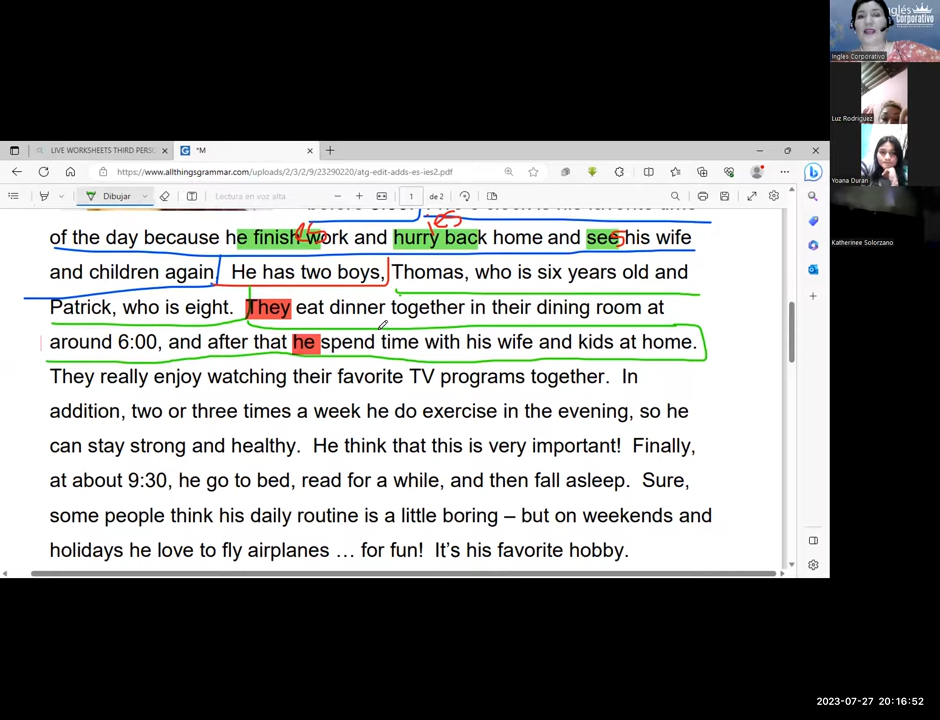 Inglés
Corporativo
Ingles Corporativo
Luz Rodriguez
Yoana Duran
Katherinee Solorzano
LIVE WORKSHEETS THIRD PERS
"M
https://www.allthingsgrammar.com/uploads/2/3/2/9/23290220/atg-edit-adds-es-ies2.pdf
Dibujar
Lectura en voz alta
1
de 2
es
es
of the day because he finish work and hurry back home and see s his wife
and children again. He has two boys, Thomas, who is six years old and
Patrick, who is eight. They eat dinner together in their dining room at
around 6:00, and after that he spend time with his wife and kids at home.
They really enjoy watching their favorite TV programs together. In
addition, two or three times a week he do exercise in the evening, so he
can stay strong and healthy. He think that this is very important! Finally,
at about 9:30, he go to bed, read for a while, and then fall asleep. Sure,
some people think his daily routine is a little boring – but on weekends and
holidays he love to fly airplanes … for fun! It's his favorite hobby.
2023-07-27 20:16:52